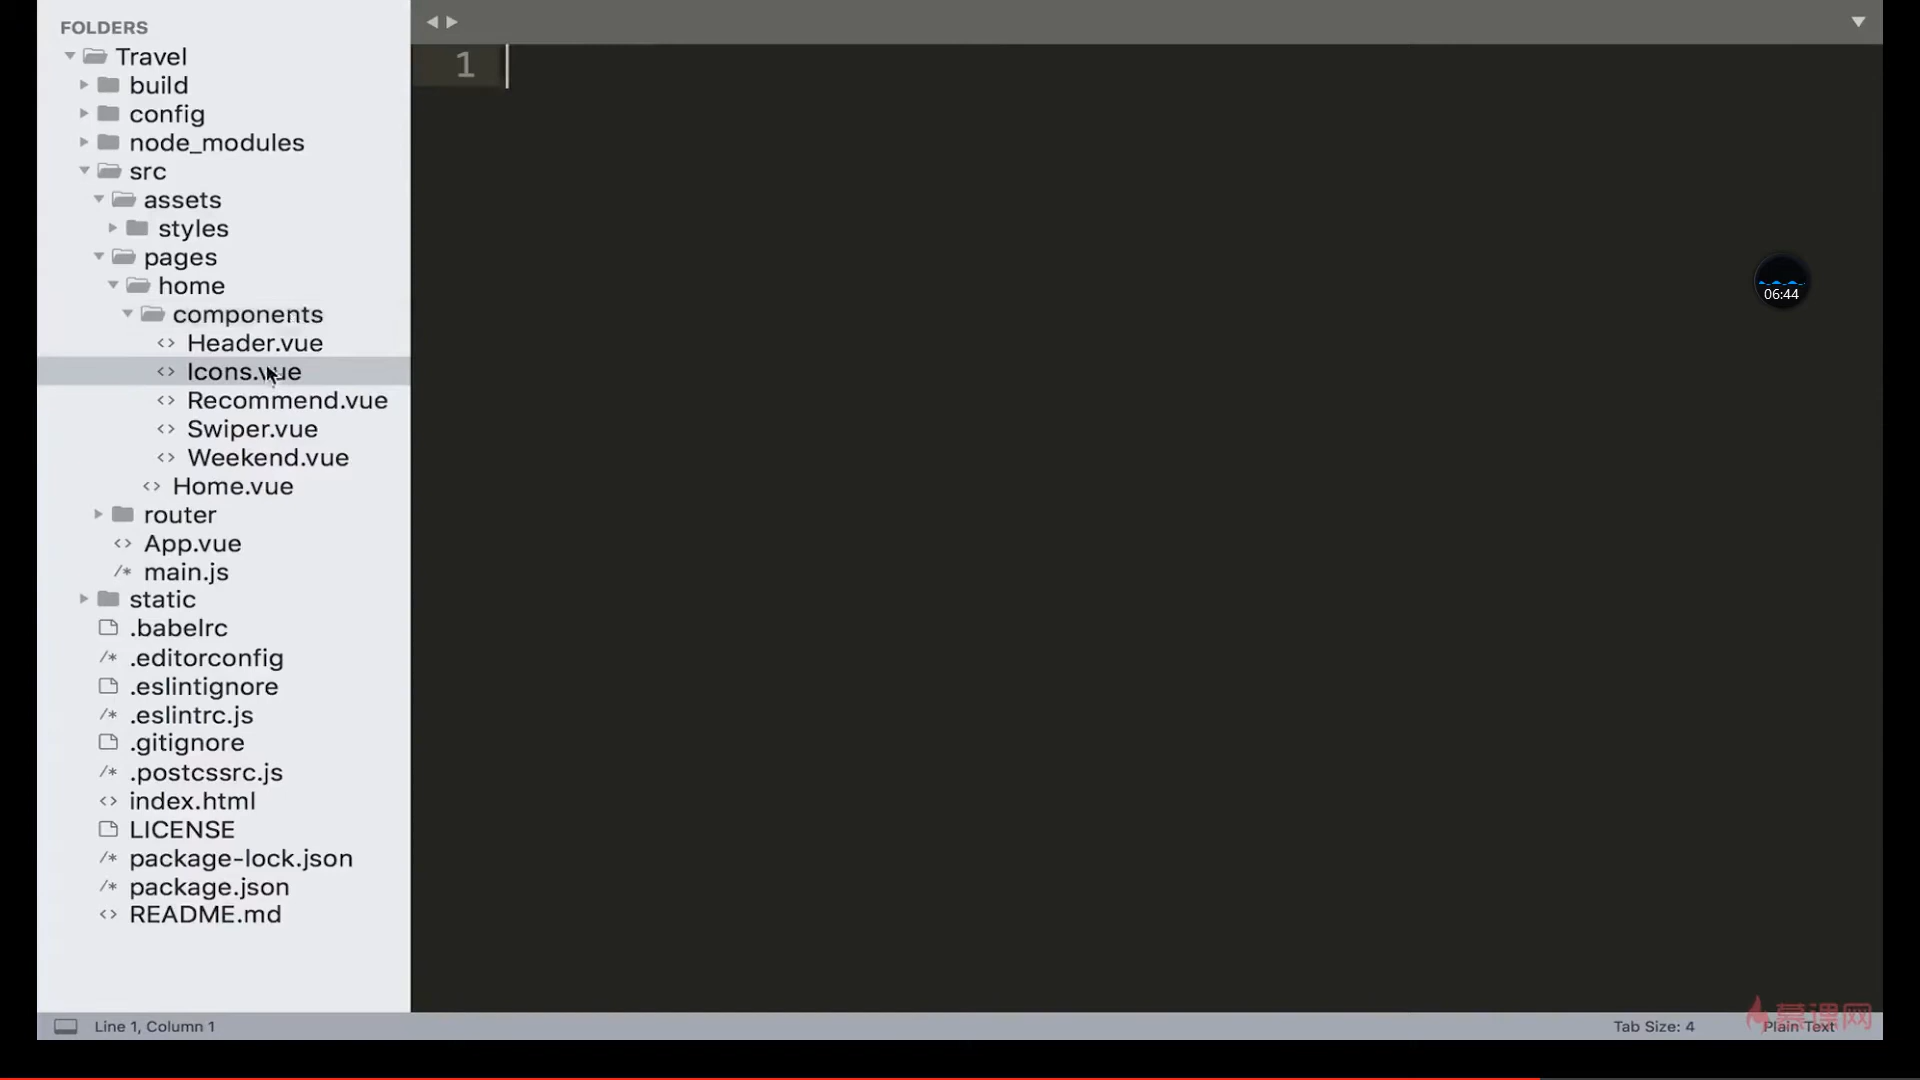 FOLDERS
Travel
build
config
node_modules
src
assets
styles
pages
home
components
Header.vue
Icons.vue
Recommend.vue
Swiper.vue
Weekend.vue
Home.vue
router
App.vue
main.js
static
.babelrc
.editorconfig
.eslintignore
.eslintrc.js
.gitignore
.postcssrc.js
index.html
LICENSE
package-lock.json
package.json
README.md
1
06:44
Line 1, Column 1
Tab Size: 4
Plain Text
慕课网